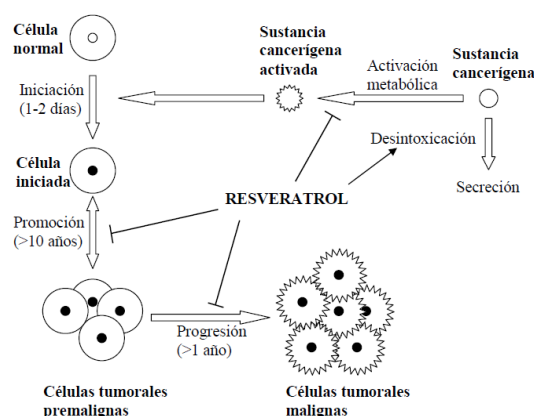 Célula
normal
Sustancia
cancerígena
activada
Activación
metabólica
Sustancia
cancerígena
Iniciación
(1-2 días)
Desintoxicación
Célula
iniciada
Secreción
RESVERATROL
Promoción
(>10 años)
Progresión
(>1 año)
Células tumorales
premalignas
Células tumorales
malignas